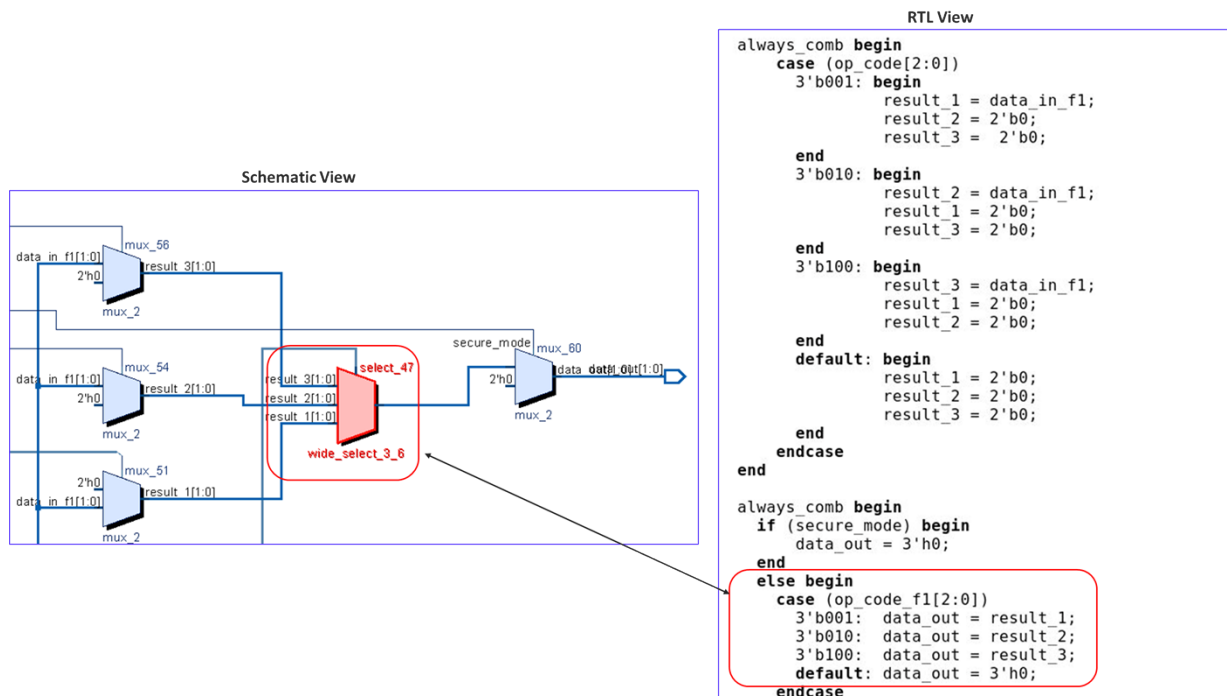 Schematic View
mux_56
data_in_f1[1:0]
result_3[1:0]
2'h0
mux_2
secure_mode
mux_60
mux_54
select_47
data_in_f1[1:0]
result_3[1:0]
2'h0
data_out[1:0]
result_2[1:0]
result_2[1:0]
2'h0
mux_2
result_1[1:0]
mux_2
wide_select_3_6
mux_51
2'h0
result_1[1:0]
data_in_f1[1:0]
mux_2
RTL View
always_comb begin
case (op_code[2:0])
3'b001: begin
result_1 = data_in_f1;
result_2 = 2'b0;
result_3 =  2'b0;
end
3'b010: begin
result_2 = data_in_f1;
result_1 = 2'b0;
result_3 = 2'b0;
end
3'b100: begin
result_3 = data_in_f1;
result_1 = 2'b0;
result_2 = 2'b0;
end
default: begin
result_1 = 2'b0;
result_2 = 2'b0;
result_3 = 2'b0;
end
endcase
end
always_comb begin
if (secure_mode) begin
data_out = 3'h0;
end
else begin
case (op_code_f1[2:0])
3'b001:  data_out = result_1;
3'b010:  data_out = result_2;
3'b100:  data_out = result_3;
default: data_out = 3'h0;
endcase